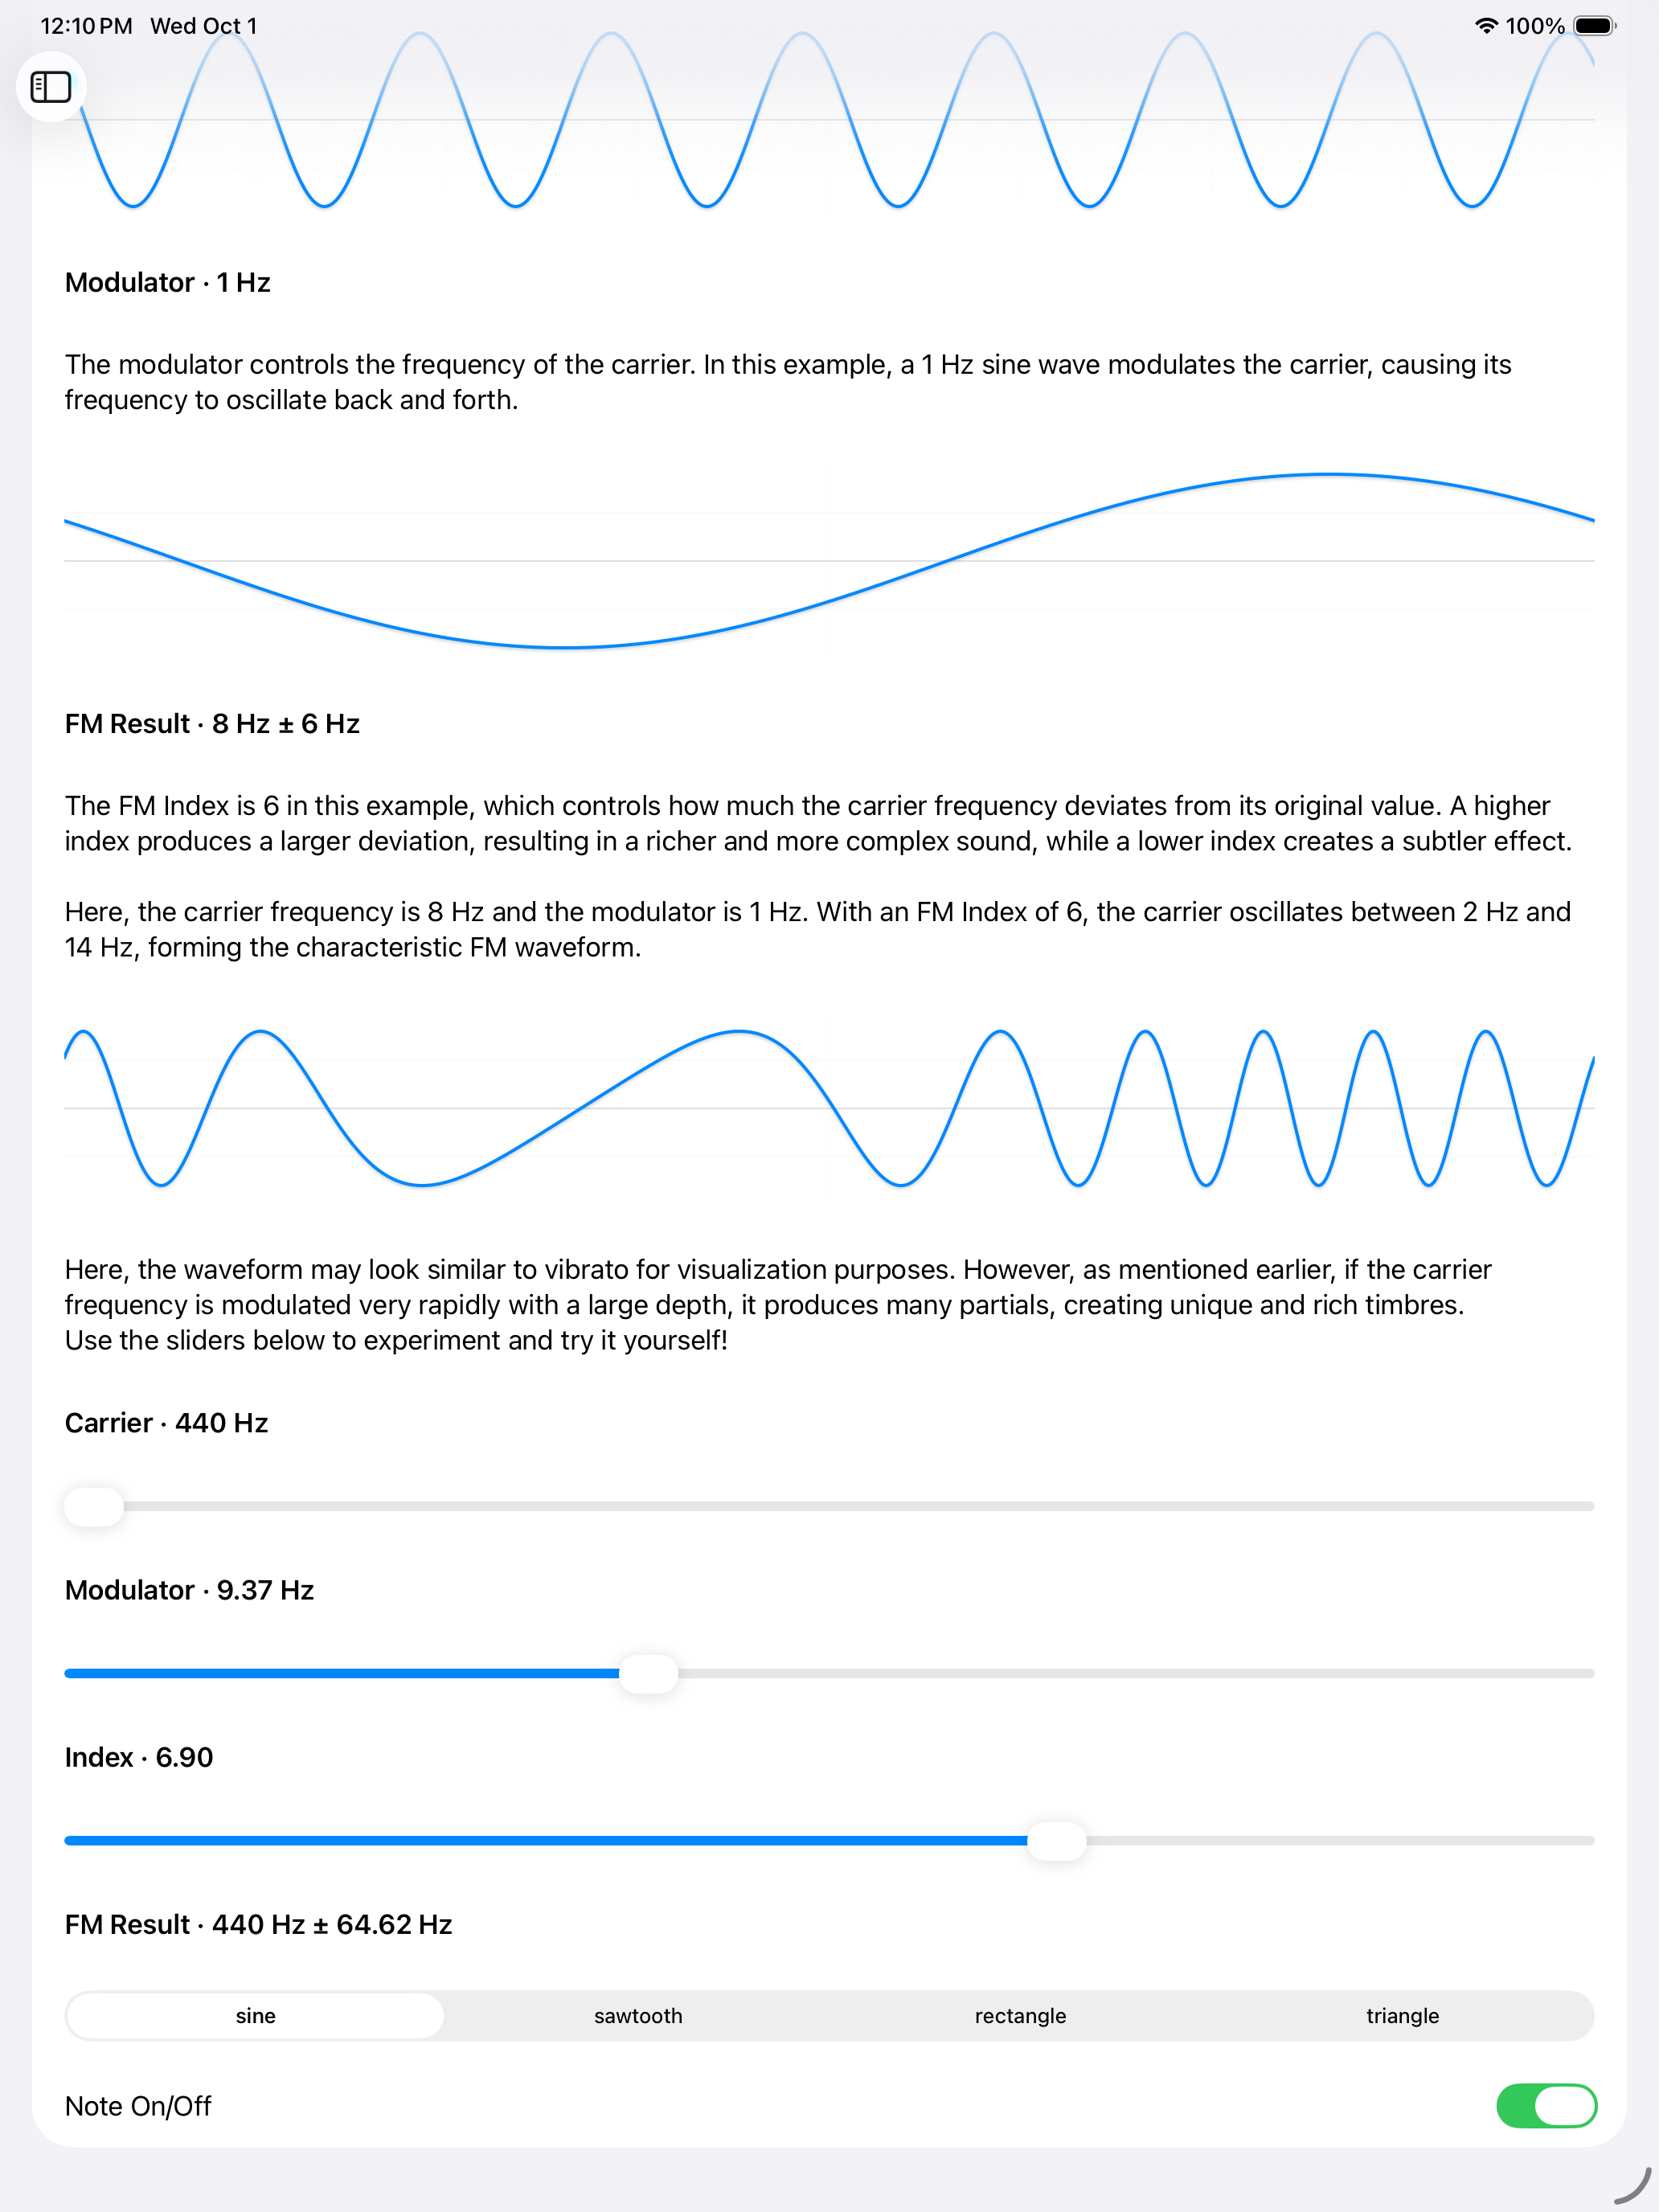 12:10 PM Wed Oct 1
100%
Modulator · 1 Hz
The modulator controls the frequency of the carrier. In this example, a 1 Hz sine wave modulates the carrier, causing its
frequency to oscillate back and forth.
FM Result · 8 Hz ± 6 Hz
The FM Index is 6 in this example, which controls how much the carrier frequency deviates from its original value. A higher
index produces a larger deviation, resulting in a richer and more complex sound, while a lower index creates a subtler effect.
Here, the carrier frequency is 8 Hz and the modulator is 1 Hz. With an FM Index of 6, the carrier oscillates between 2 Hz and
14 Hz, forming the characteristic FM waveform.
Here, the waveform may look similar to vibrato for visualization purposes. However, as mentioned earlier, if the carrier
frequency is modulated very rapidly with a large depth, it produces many partials, creating unique and rich timbres.
Use the sliders below to experiment and try it yourself!
Carrier · 440 Hz
Modulator · 9.37 Hz
Index · 6.90
FM Result · 440 Hz ± 64.62 Hz
sine sawtooth rectangle triangle
Note On/Off